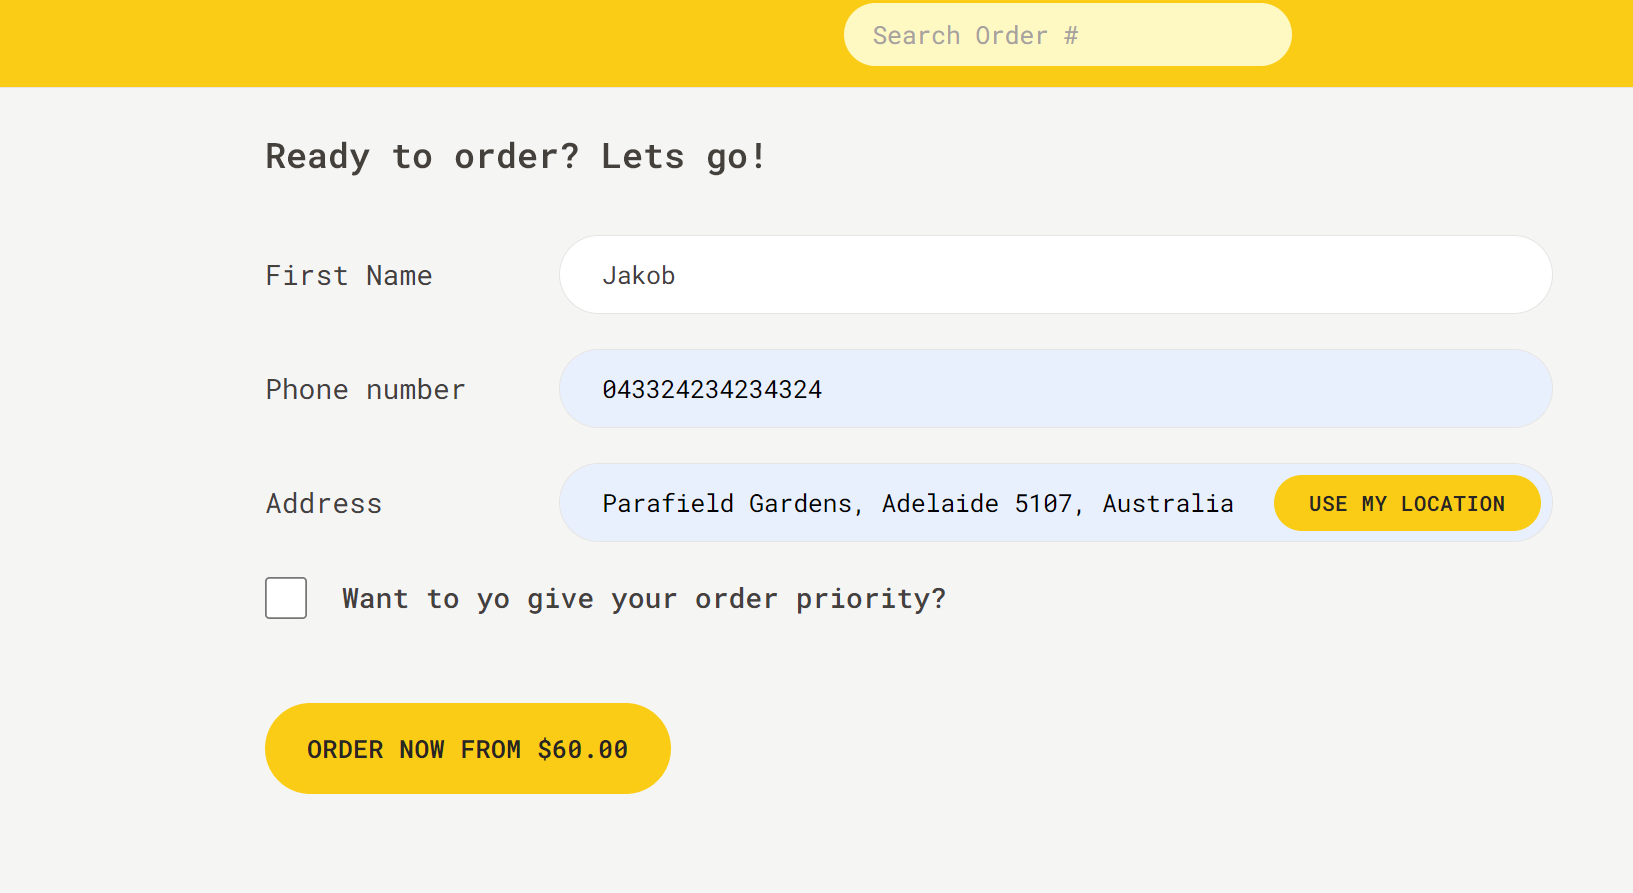 Search Order #
Ready to order? Lets go!
First Name
Jakob
Phone number
043324234234324
Address
Parafield Gardens, Adelaide 5107, Australia
USE MY LOCATION
Want to yo give your order priority?
ORDER NOW FROM $60.00